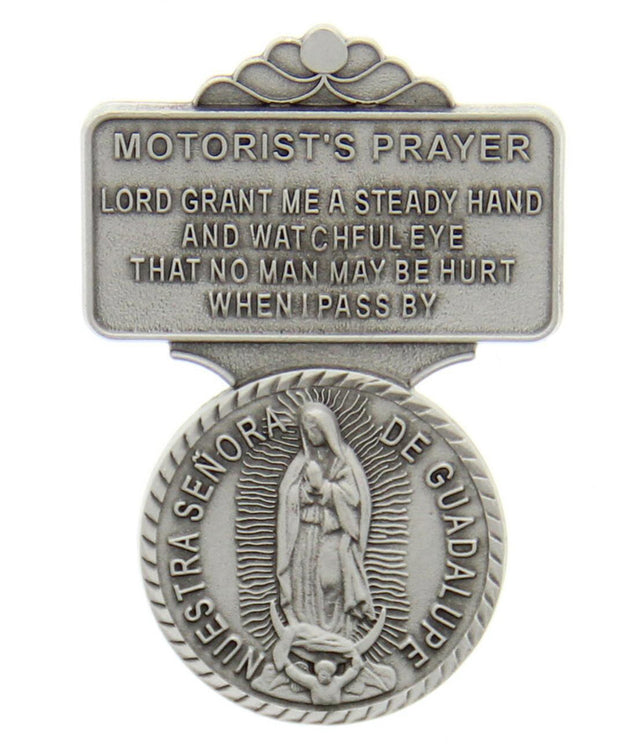 MOTORIST'S PRAYER
LORD GRANT ME A STEADY HAND
AND WATCHFUL EYE
THAT NO MAN MAY BE HURT
WHEN I PASS BY
NUESTRA SEÑORA DE GUADALUPE